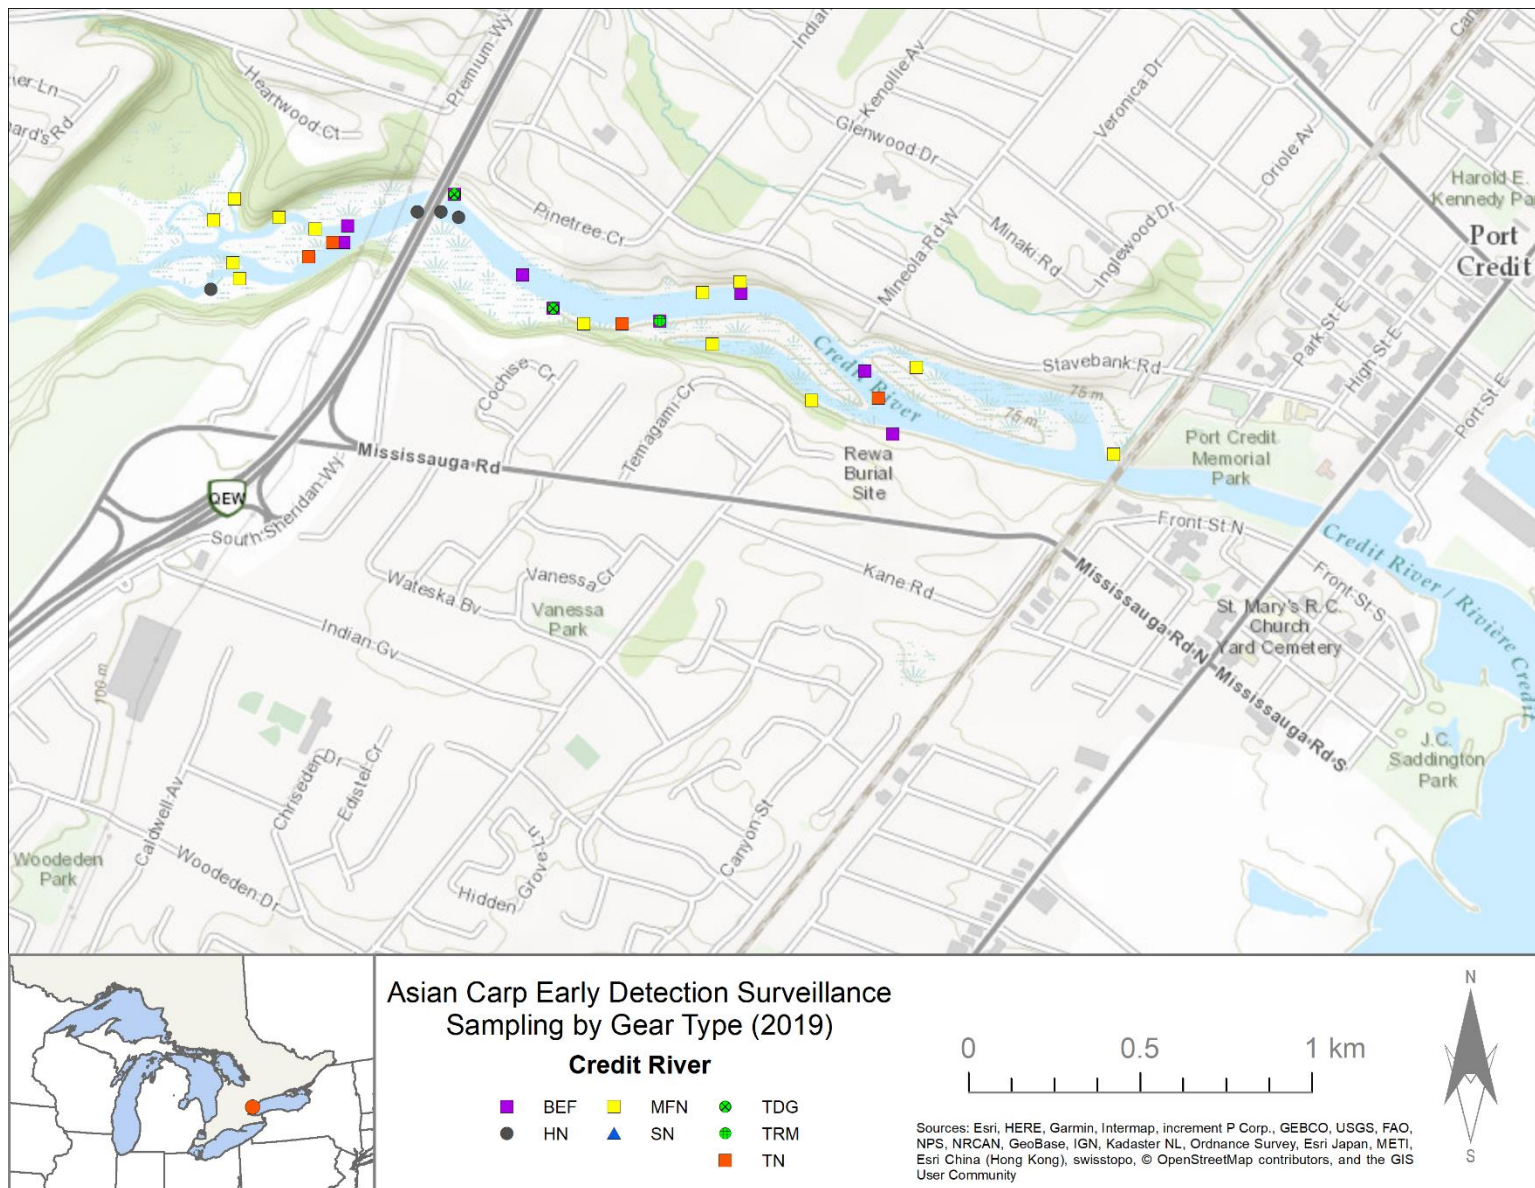 Premium Wy
Heartwood Ct
Kenollie Av
Veronica Dr
Glenwood Dr
Oriole Av
Harold E.
Pinetree Cr
Mineola Rd W
Minaki Rd
Inglewood Dr
Port
Credit
Park St E
High St E
Port St E
Stavebank Rd
Credit River
75 m
75 m
Cochise Cr
Temagami Cr
Mississauga Rd
QEW
South Sheridan Wy
Rewa
Burial
Site
Port Credit
Memorial
Park
Front St N
Credit River / Rivière Credit
Front St S
Kane Rd
Mississauga Rd N
Mississauga Rd S
St. Mary's R.C.
Church
Yard Cemetery
Wateska Bv
Vanessa Cr
Vanessa
Park
Indian Gv
100 m
J.C.
Saddington
Park
Chriseden Dr
Edistel Cr
Caldwell Av
Woodeden Dr
Woodeden
Park
Hidden Grove Ln
Canyon St
Asian Carp Early Detection Surveillance
Sampling by Gear Type (2019)
Credit River
BEF MFN TDG
HN SN TRM
TN
0 0.5 1 km
N
S
Sources: Esri, HERE, Garmin, Intermap, increment P Corp., GEBCO, USGS, FAO,
NPS, NRCAN, GeoBase, IGN, Kadaster NL, Ordnance Survey, Esri Japan, METI,
Esri China (Hong Kong), swisstopo, © OpenStreetMap contributors, and the GIS
User Community